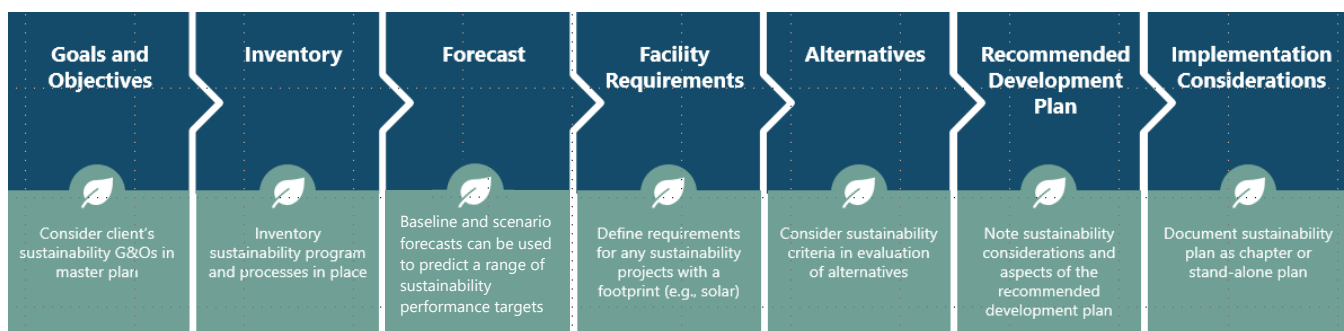 Goals and
Objectives
Consider client's
sustainability G&Os in
master plan
Inventory
Inventory
sustainability program
and processes in place
Forecast
Baseline and scenario
forecasts can be used
to predict a range of
sustainability
performance targets
Facility
Requirements
Define requirements
for any sustainability
projects with a
footprint (e.g., solar)
Alternatives
Consider sustainability
criteria in evaluation
of alternatives
Recommended
Development
Plan
Note sustainability
considerations and
aspects of the
recommended
development plan
Implementation
Considerations
Document sustainability
plan as chapter or
stand-alone plan